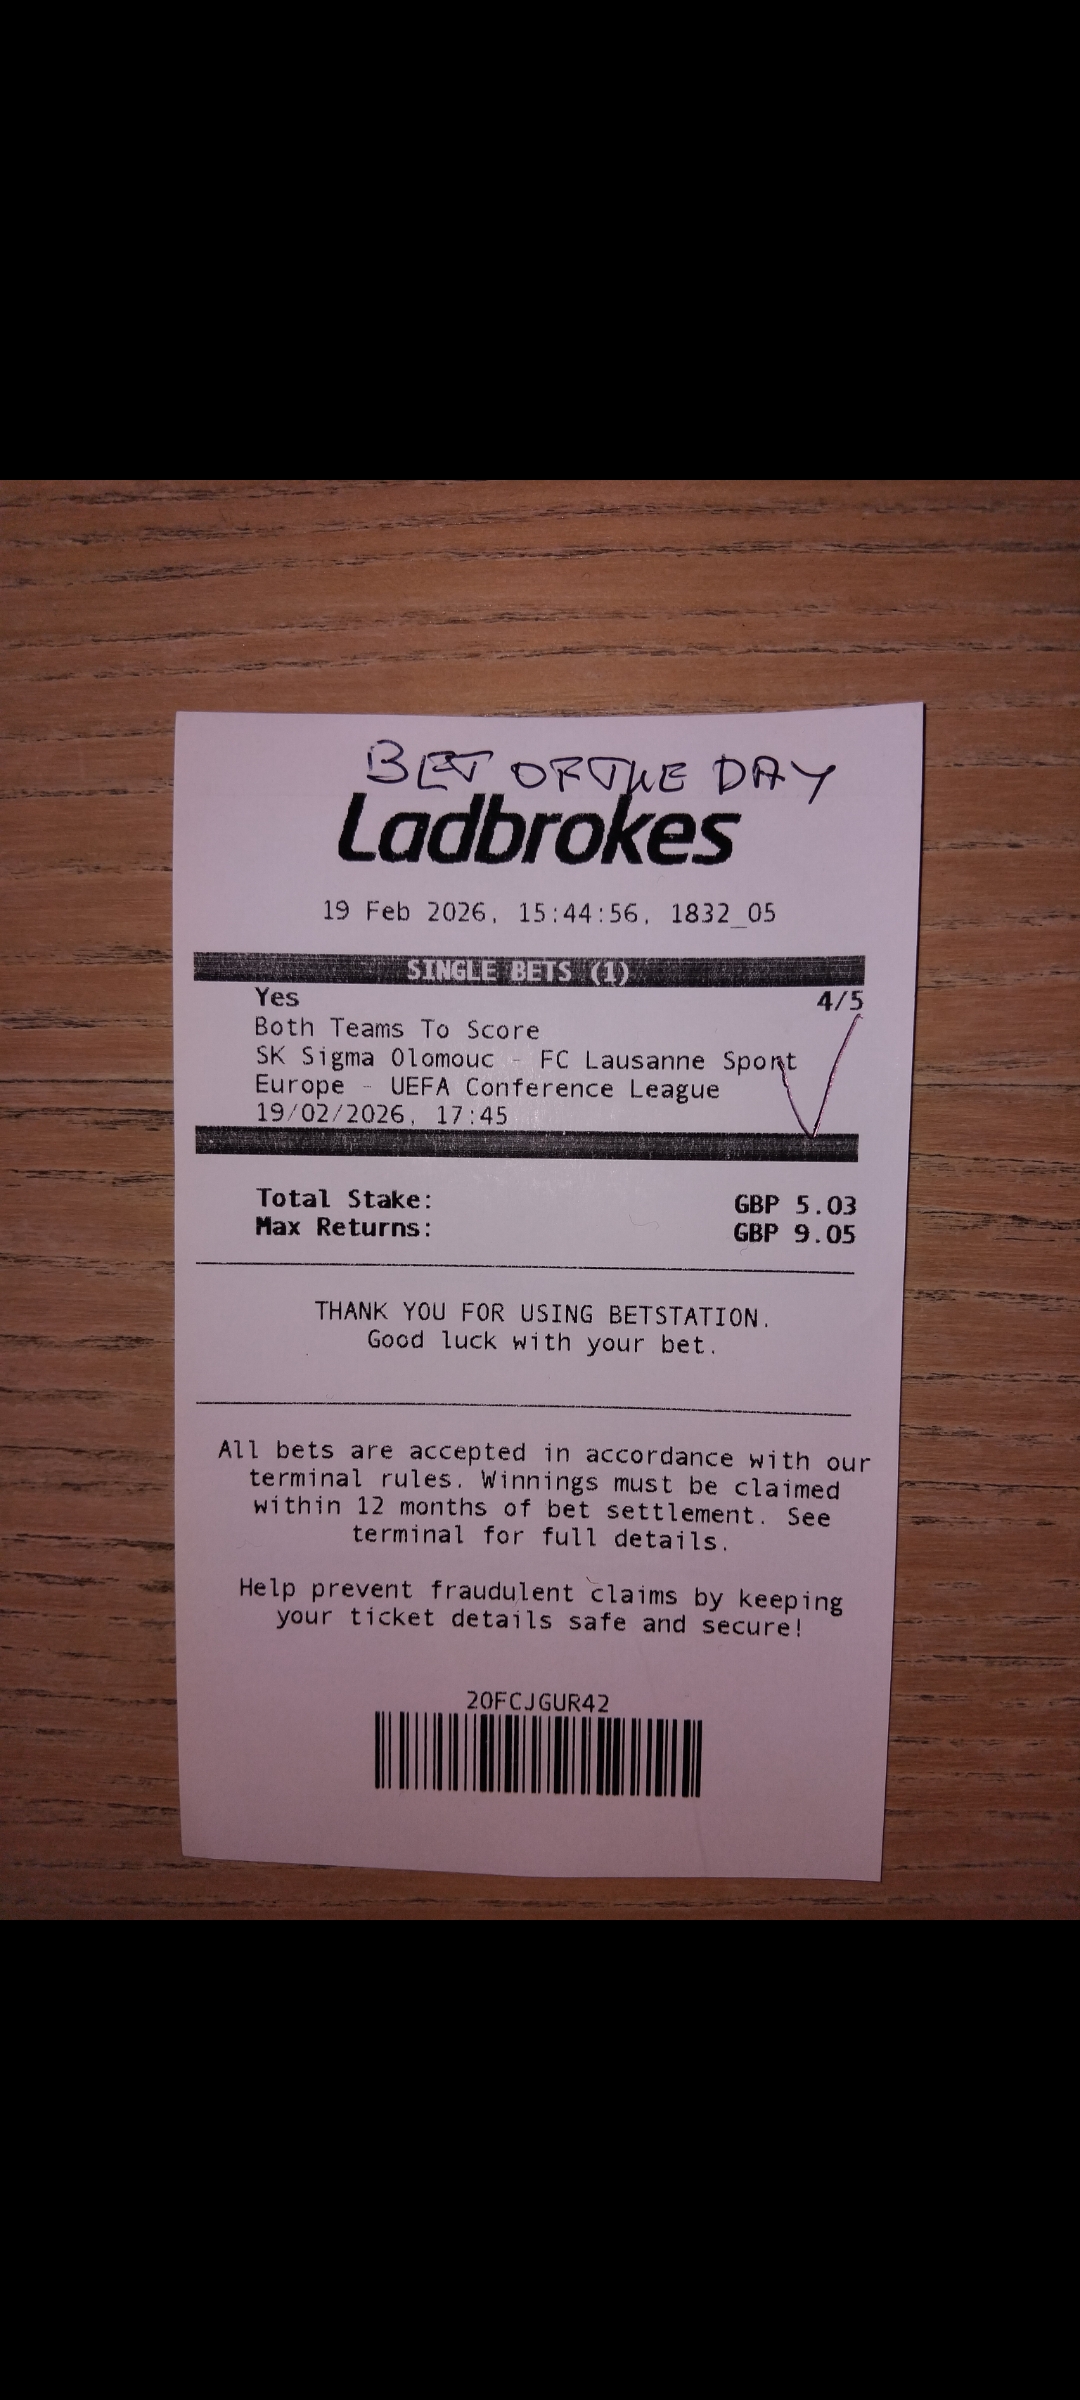 BET OF THE DAY
Ladbrokes
19 Feb 2026, 15:44:56, 1832_05
SINGLE BETS (1)
Yes 4/5
Both Teams To Score
SK Sigma Olomouc - FC Lausanne Sport
Europe - UEFA Conference League
19/02/2026, 17:45
Total Stake: GBP 5.03
Max Returns: GBP 9.05
THANK YOU FOR USING BETSTATION.
Good luck with your bet.
All bets are accepted in accordance with our
terminal rules. Winnings must be claimed
within 12 months of bet settlement. See
terminal for full details.
Help prevent fraudulent claims by keeping
your ticket details safe and secure!
20FCJGUR42